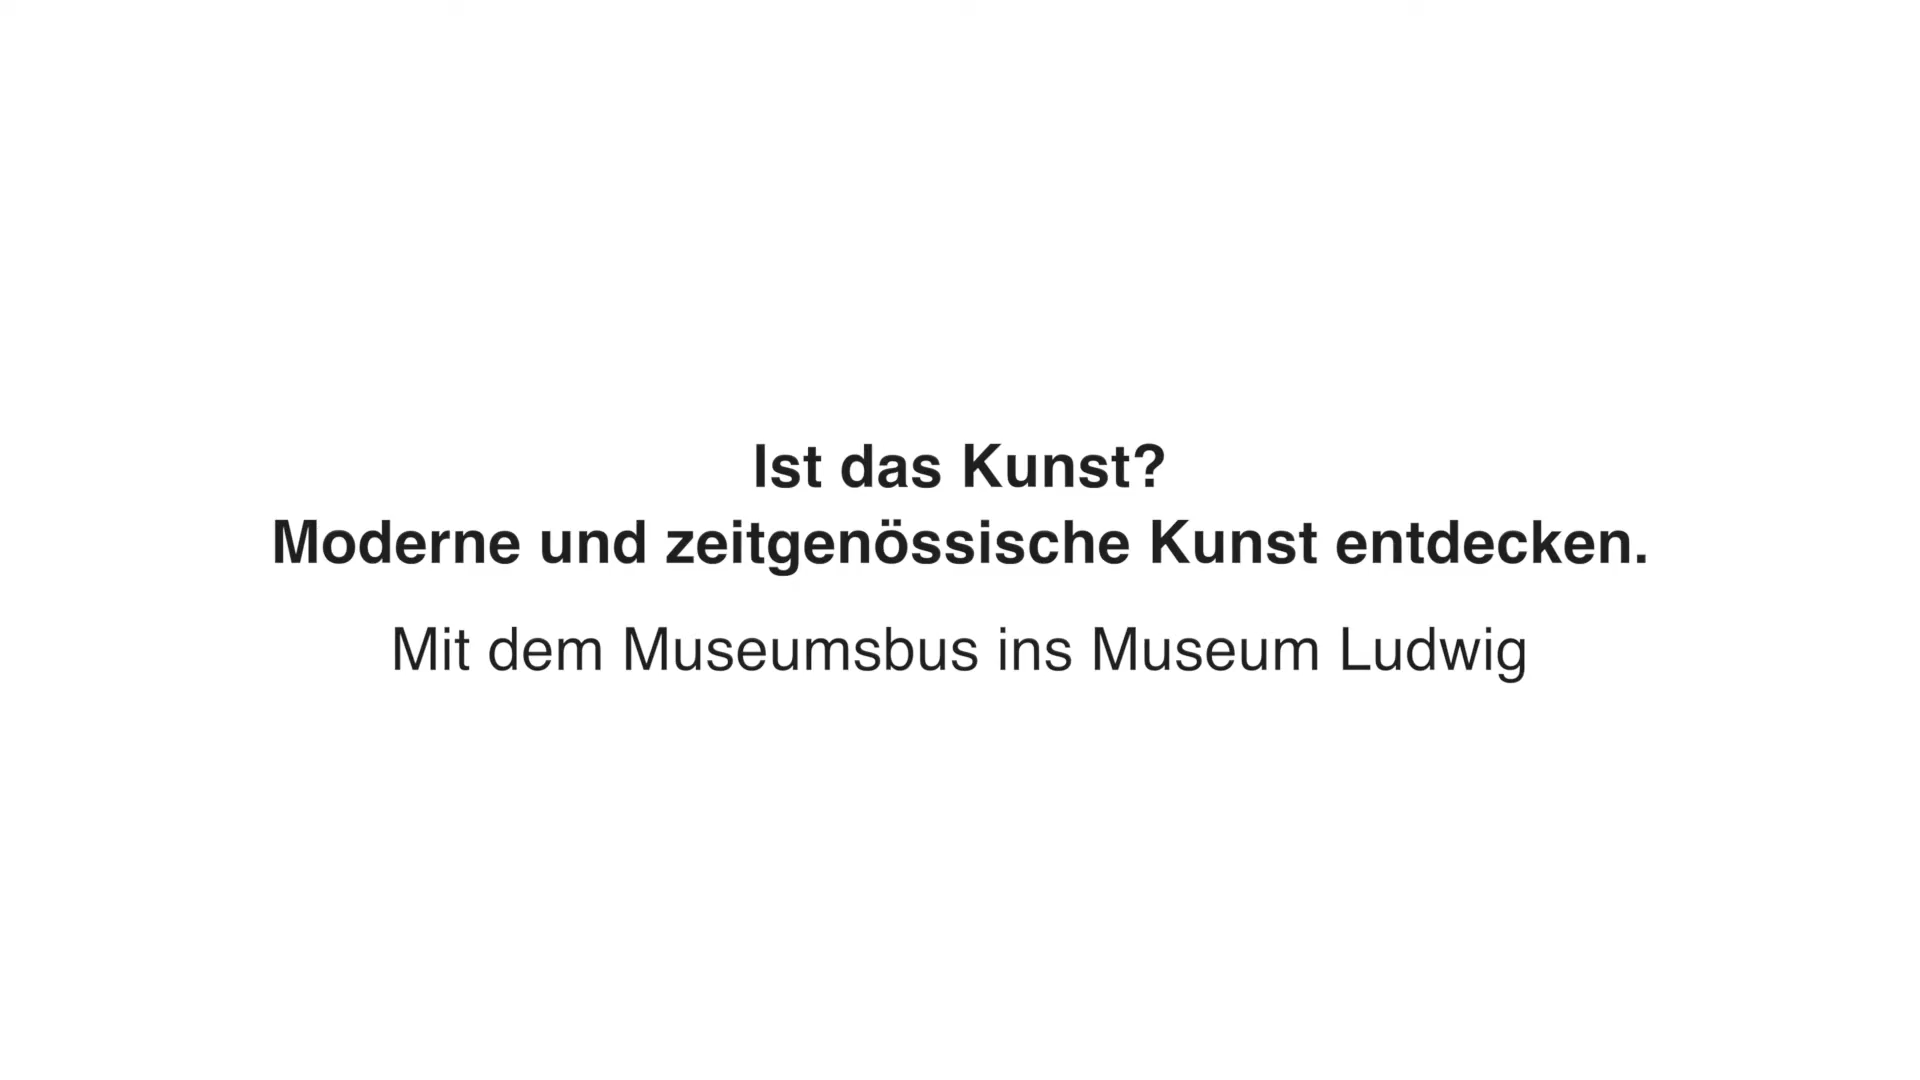 Ist das Kunst?
Moderne und zeitgenössische Kunst entdecken.
Mit dem Museumsbus ins Museum Ludwig